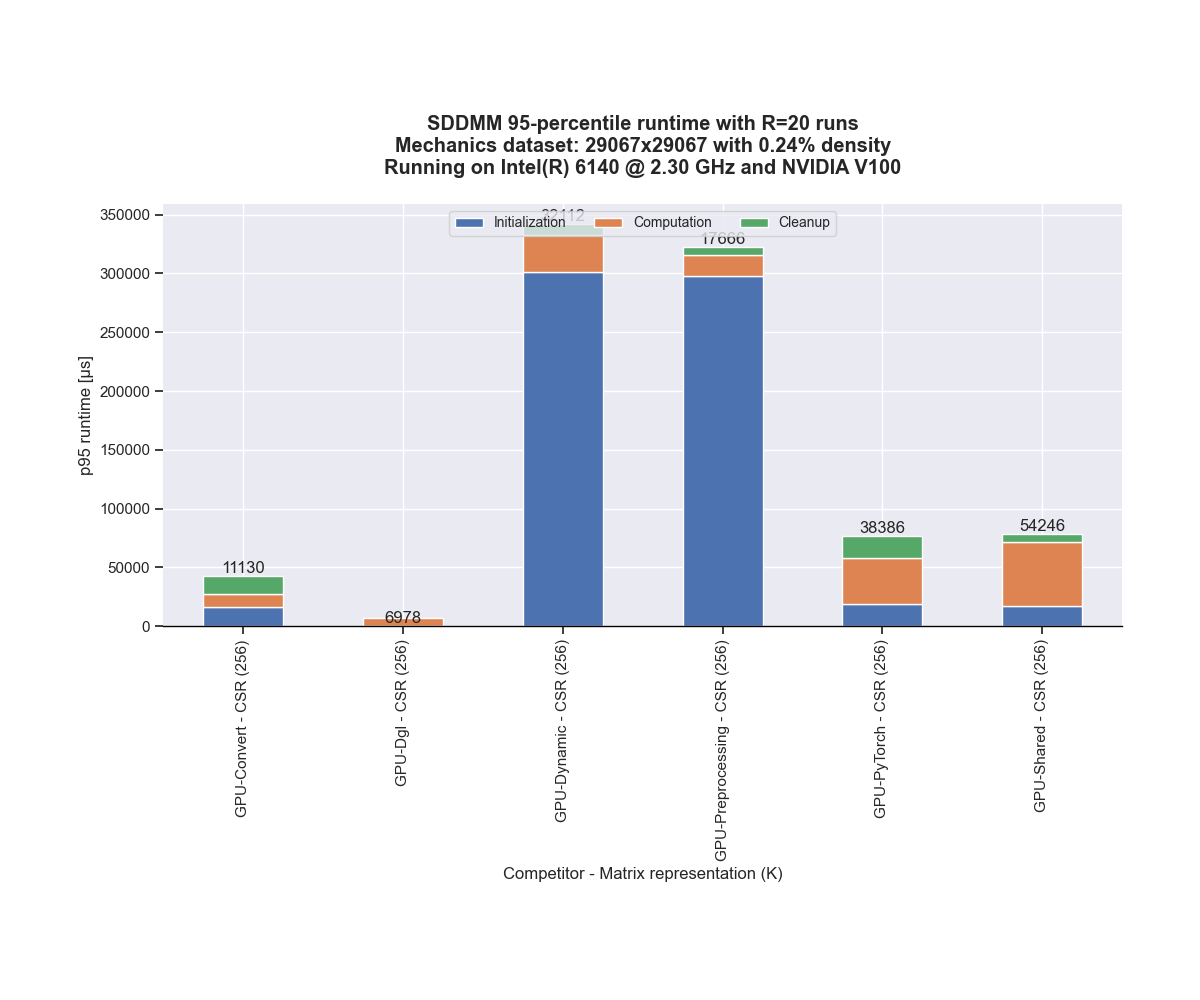 SDDMM 95-percentile runtime with R=20 runs
Mechanics dataset: 29067x29067 with 0.24% density
Running on Intel(R) 6140 @ 2.30 GHz and NVIDIA V100
350000
300000
250000
200000
150000
100000
50000
0
p95 runtime [µs]
Initialization
Computation
Cleanup
11130
6978
32112
17666
38386
54246
GPU-Convert - CSR (256)
GPU-Dgl - CSR (256)
GPU-Dynamic - CSR (256)
GPU-Preprocessing - CSR (256)
GPU-PyTorch - CSR (256)
GPU-Shared - CSR (256)
Competitor - Matrix representation (K)